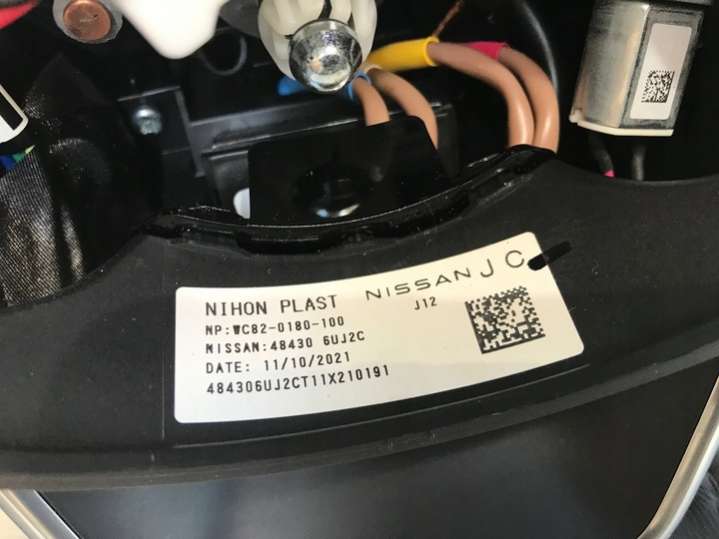 NIHON PLAST NISSAN J C
J12
NP:WC82-0180-100
NISSAN:48430 6UJ2C
DATE: 11/10/2021
484306UJ2CT11X210191